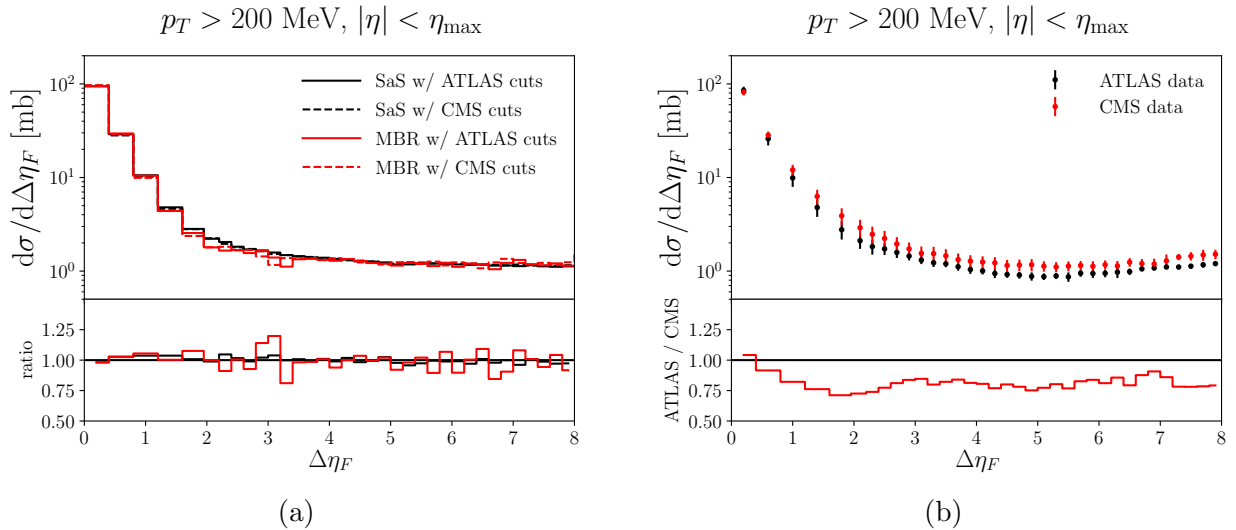 p_T > 200 MeV, |η| < η_max
dσ/dΔη_F [mb]
10^2
10^1
10^0
SaS w/ ATLAS cuts
SaS w/ CMS cuts
MBR w/ ATLAS cuts
MBR w/ CMS cuts
ratio
1.25
1.00
0.75
0.50
0 1 2 3 4 5 6 7 8
Δη_F
(a)
p_T > 200 MeV, |η| < η_max
dσ/dΔη_F [mb]
10^2
10^1
10^0
ATLAS data
CMS data
ATLAS / CMS
1.25
1.00
0.75
0.50
0 1 2 3 4 5 6 7 8
Δη_F
(b)